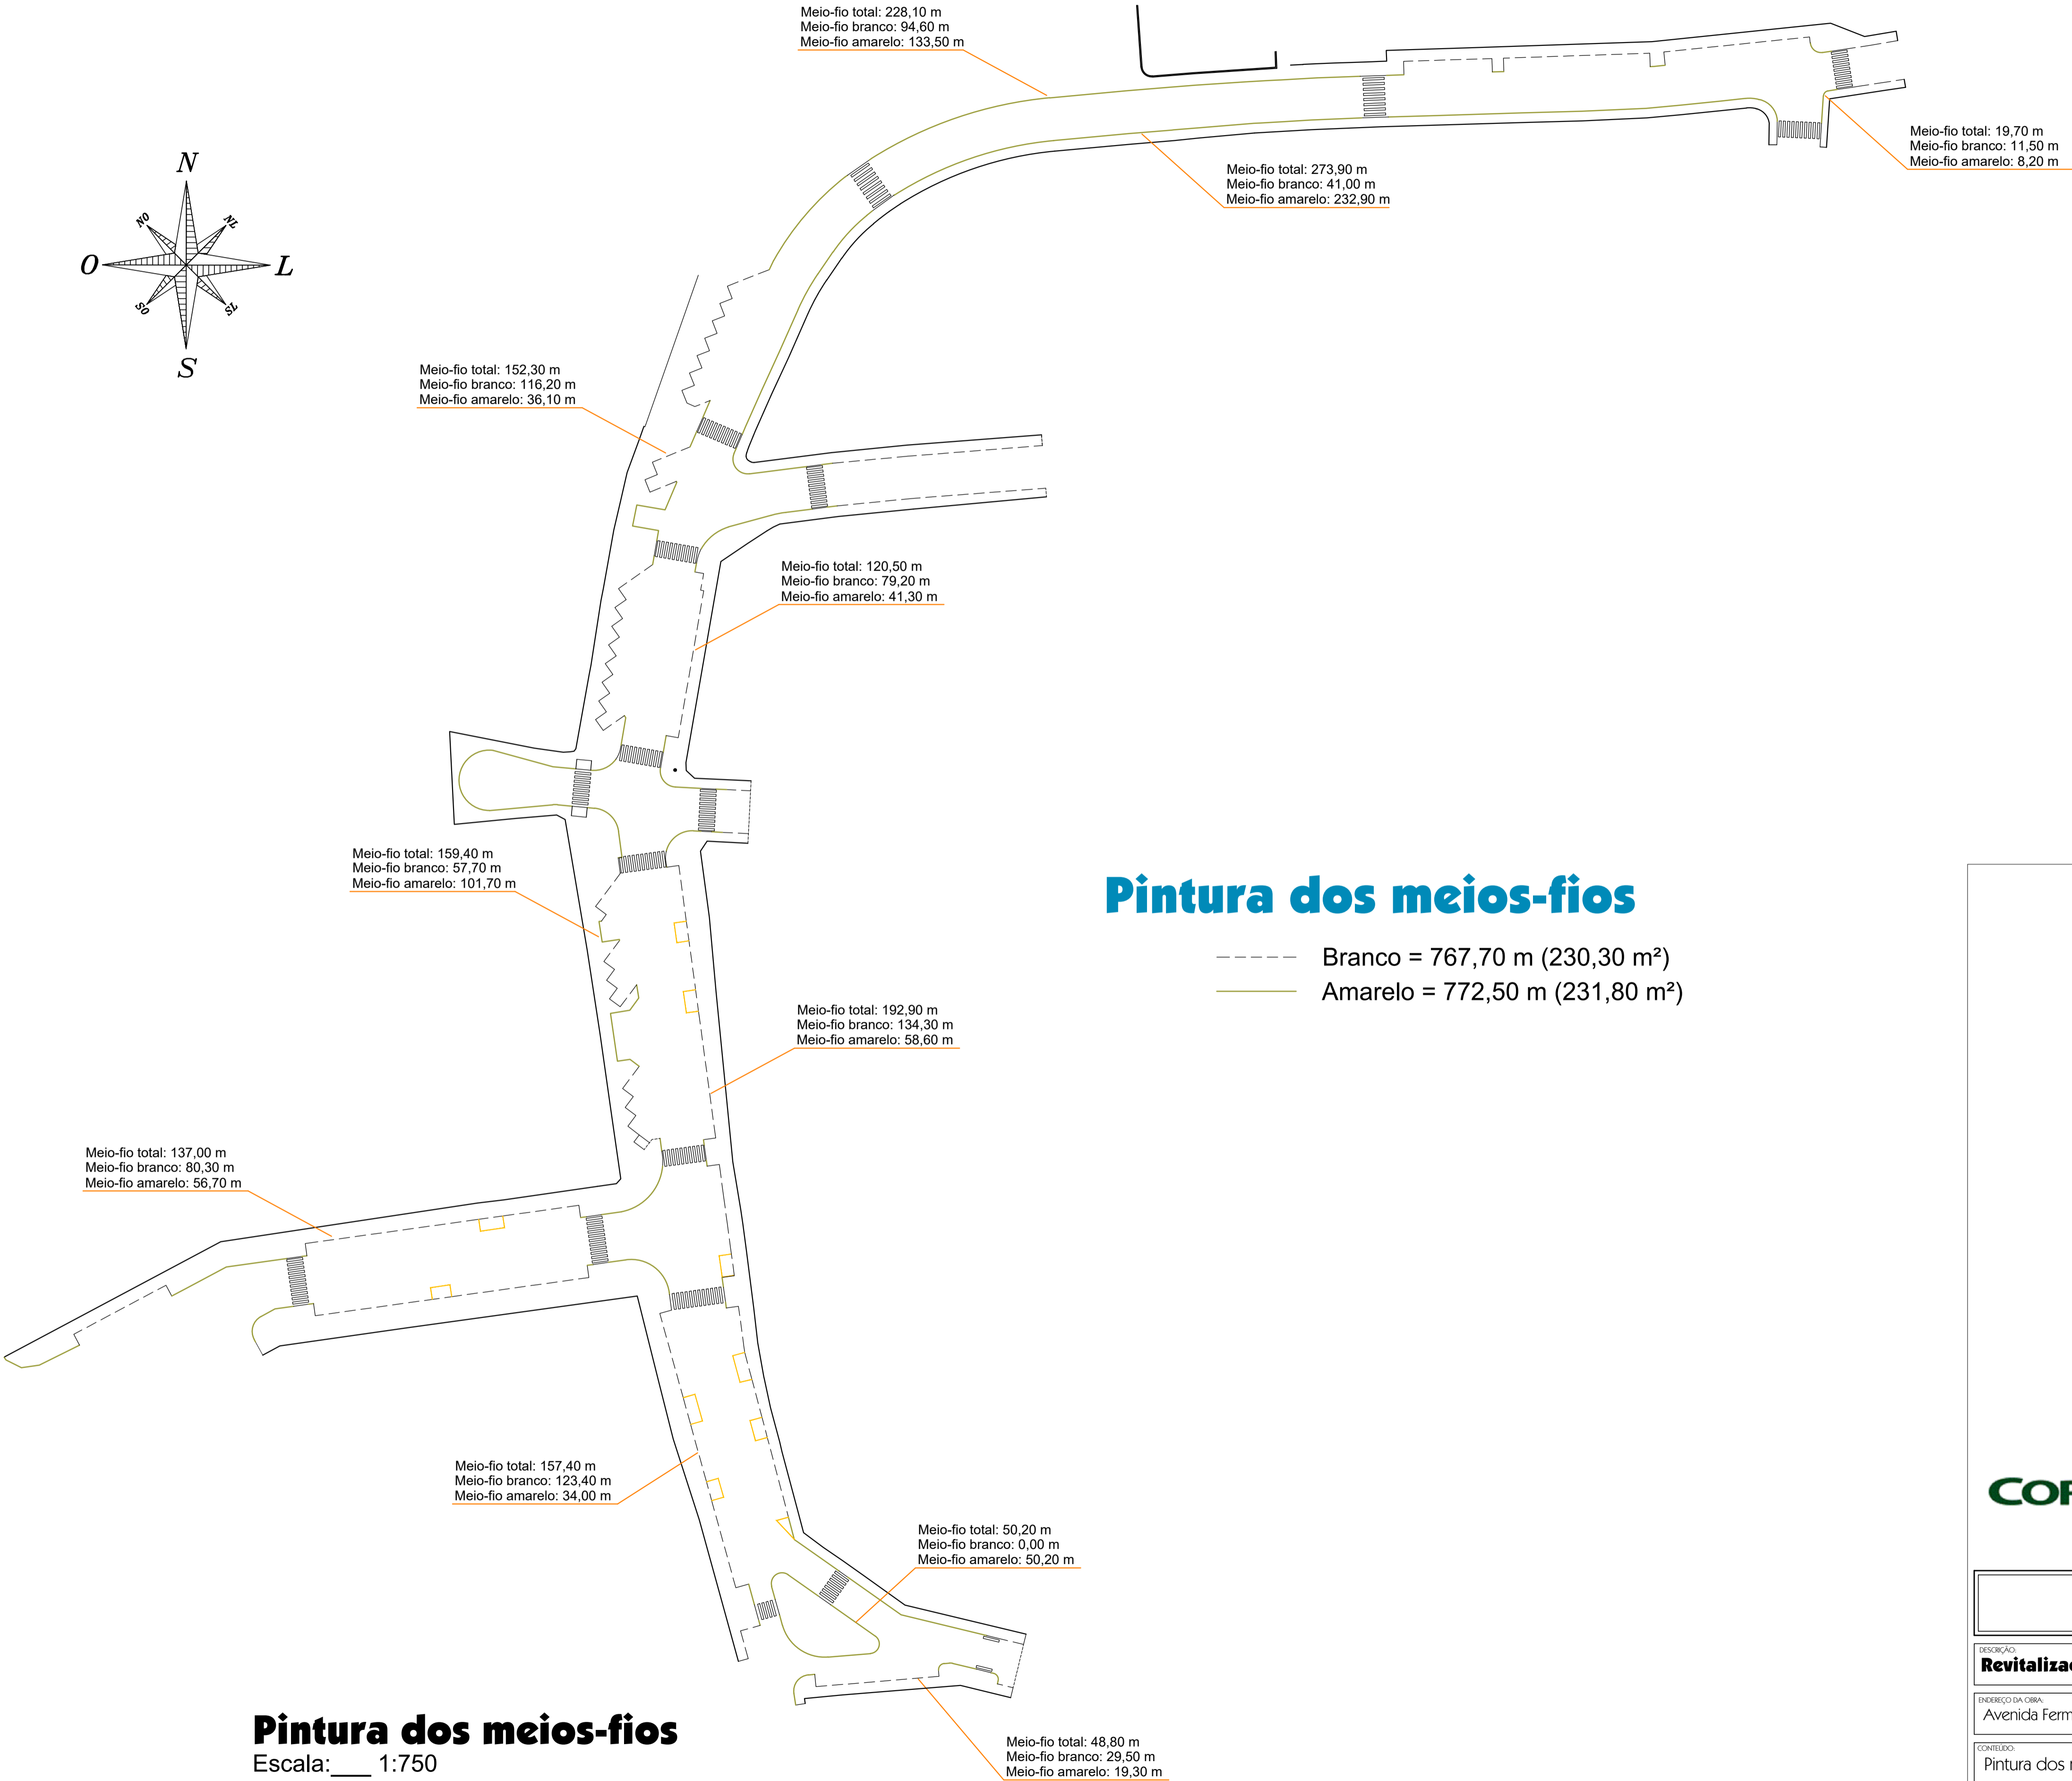 Meio-fio total: 228,10 m
Meio-fio branco: 94,60 m
Meio-fio amarelo: 133,50 m
Meio-fio total: 19,70 m
Meio-fio branco: 11,50 m
Meio-fio amarelo: 8,20 m
Meio-fio total: 273,90 m
Meio-fio branco: 41,00 m
Meio-fio amarelo: 232,90 m
N
NO
NL
O
L
SO
SL
S
Meio-fio total: 152,30 m
Meio-fio branco: 116,20 m
Meio-fio amarelo: 36,10 m
Meio-fio total: 120,50 m
Meio-fio branco: 79,20 m
Meio-fio amarelo: 41,30 m
Meio-fio total: 159,40 m
Meio-fio branco: 57,70 m
Meio-fio amarelo: 101,70 m
Pintura dos meios-fios
Branco = 767,70 m (230,30 m²)
Amarelo = 772,50 m (231,80 m²)
Meio-fio total: 192,90 m
Meio-fio branco: 134,30 m
Meio-fio amarelo: 58,60 m
Meio-fio total: 137,00 m
Meio-fio branco: 80,30 m
Meio-fio amarelo: 56,70 m
Meio-fio total: 157,40 m
Meio-fio branco: 123,40 m
Meio-fio amarelo: 34,00 m
Meio-fio total: 50,20 m
Meio-fio branco: 0,00 m
Meio-fio amarelo: 50,20 m
DESCRIÇÃO:
ENDEREÇO DA OBRA:
Avenida
CONTEÚDO:
Pintura dos
Pintura dos meios-fios
Escala:___ 1:750
Meio-fio total: 48,80 m
Meio-fio branco: 29,50 m
Meio-fio amarelo: 19,30 m